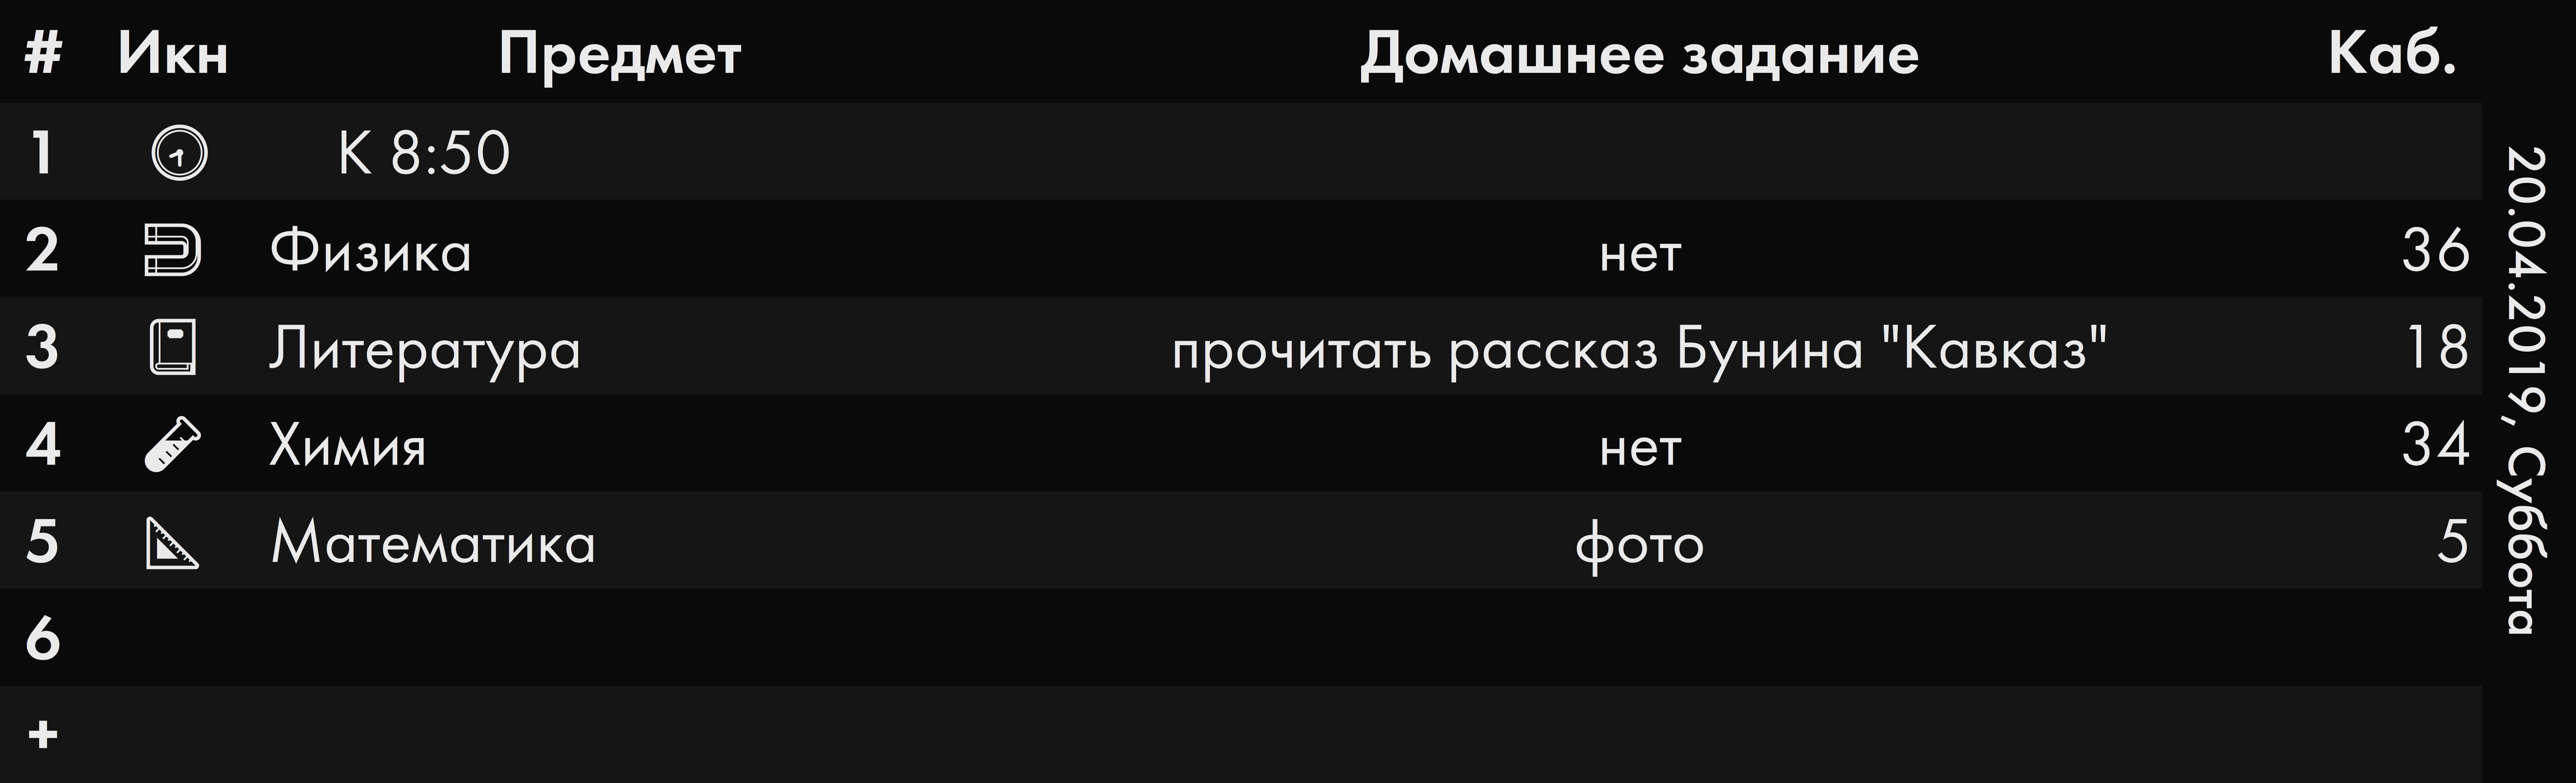 # Икн Предмет Домашнее задание Каб.
1 К 8:50
2 Физика нет 36
3 Литература прочитать рассказ Бунина "Кавказ" 18
4 Химия нет 34
5 Математика фото 5
6
+
20.04.2019, Суббота